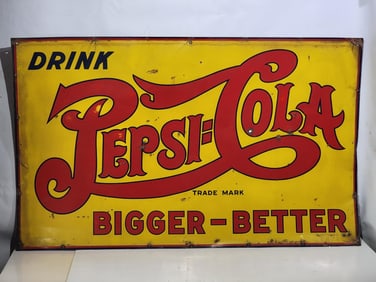 DRINK
PEPSI=COLA
TRADE MARK
BIGGER-BETTER